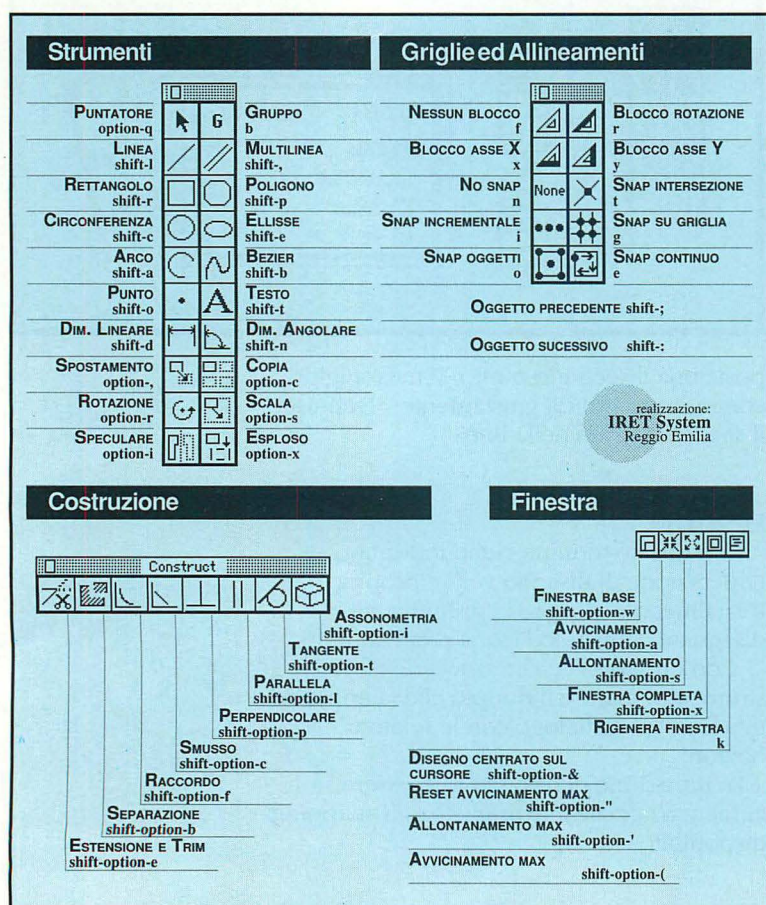 Strumenti
PUNTATORE
option-q
G
GRUPPO
b
LINEA
shift-l
MULTILINEA
shift-,
RETTANGOLO
shift-r
POLIGONO
shift-p
CIRCONFERENZA
shift-c
ELLISSE
shift-e
ARCO
shift-a
BEZIER
shift-b
PUNTO
shift-o
A
TESTO
shift-t
DIM. LINEARE
shift-d
DIM. ANGOLARE
shift-n
SPOSTAMENTO
option-,
COPIA
option-c
ROTAZIONE
option-r
SCALA
option-s
SPECULARE
option-i
ESPLOSO
option-x
Griglie ed Allineamenti
NESSUN BLOCCO
f
BLOCCO ROTAZIONE
r
BLOCCO ASSE X
x
BLOCCO ASSE Y
y
NO SNAP
n
None
SNAP INTERSEZIONE
t
SNAP INCREMENTALE
i
SNAP SU GRIGLIA
g
SNAP OGGETTI
o
SNAP CONTINUO
e
OGGETTO PRECEDENTE shift-;
OGGETTO SUCESSIVO shift-:
realizzazione:
IRET System
Reggio Emilia
Costruzione
Construct
ASSONOMETRIA
shift-option-i
TANGENTE
shift-option-t
PARALLELA
shift-option-l
PERPENDICOLARE
shift-option-p
SMUSSO
shift-option-c
RACCORDO
shift-option-f
SEPARAZIONE
shift-option-b
ESTENSIONE E TRIM
shift-option-e
Finestra
FINESTRA BASE
shift-option-w
AVVICINAMENTO
shift-option-a
ALLONTANAMENTO
shift-option-s
FINESTRA COMPLETA
shift-option-x
RIGENERA FINESTRA
k
DISEGNO CENTRATO SUL
CURSORE shift-option-&
RESET AVVICINAMENTO MAX
shift-option-"
ALLONTANAMENTO MAX
shift-option-'
AVVICINAMENTO MAX
shift-option-(